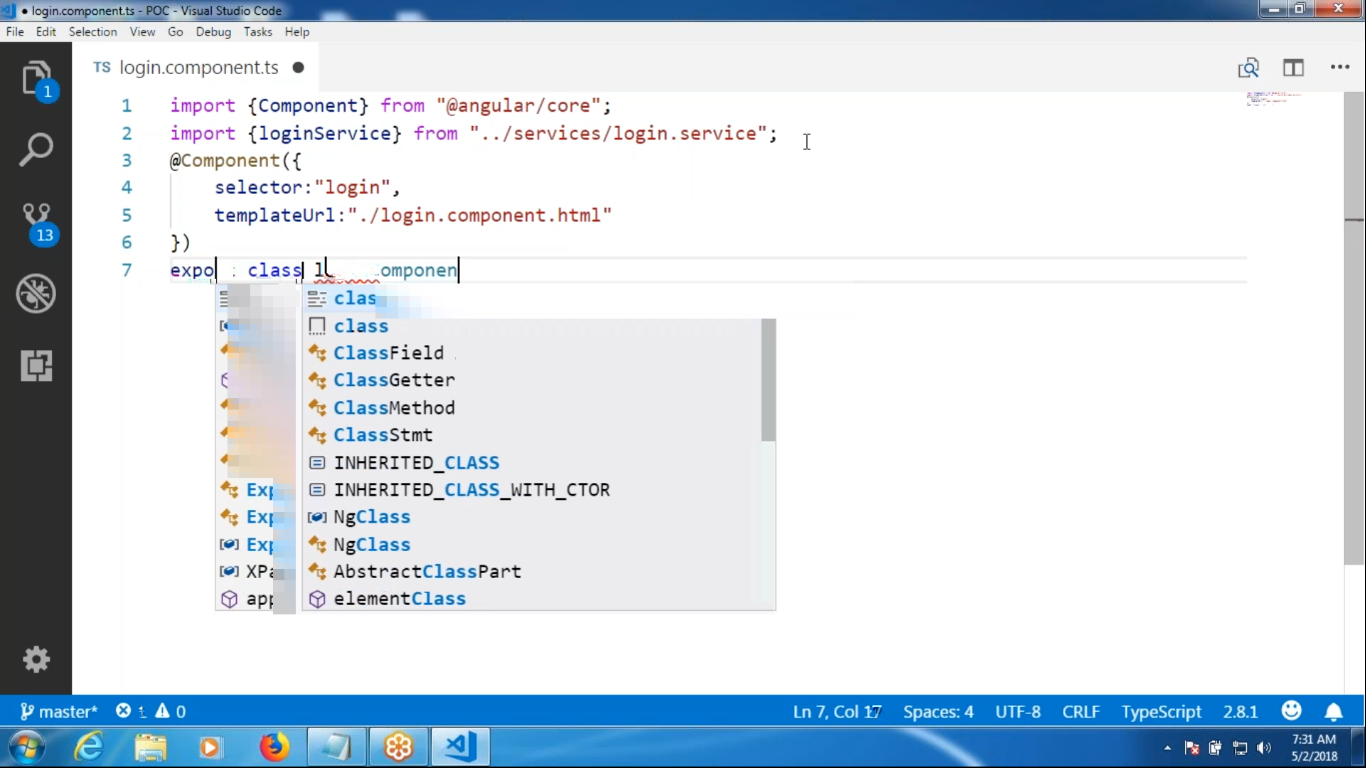 login.component.ts - POC - Visual Studio Code
File Edit Selection View Go Debug Tasks Help
TS login.component.ts
1 import {Component} from "@angular/core";
2 import {loginService} from "../services/login.service";
3 @Component({
4 selector:"login",
5 templateUrl:"./login.component.html"
6 })
7 expo class l omponen
clas
class
ClassField
ClassGetter
ClassMethod
ClassStmt
INHERITED_CLASS
Exp INHERITED_CLASS_WITH_CTOR
Exp NgClass
Exp NgClass
XPa AbstractClassPart
app elementClass
1
13
master* 1 0 Ln 7, Col 17 Spaces: 4 UTF-8 CRLF TypeScript 2.8.1
7:31 AM
5/2/2018